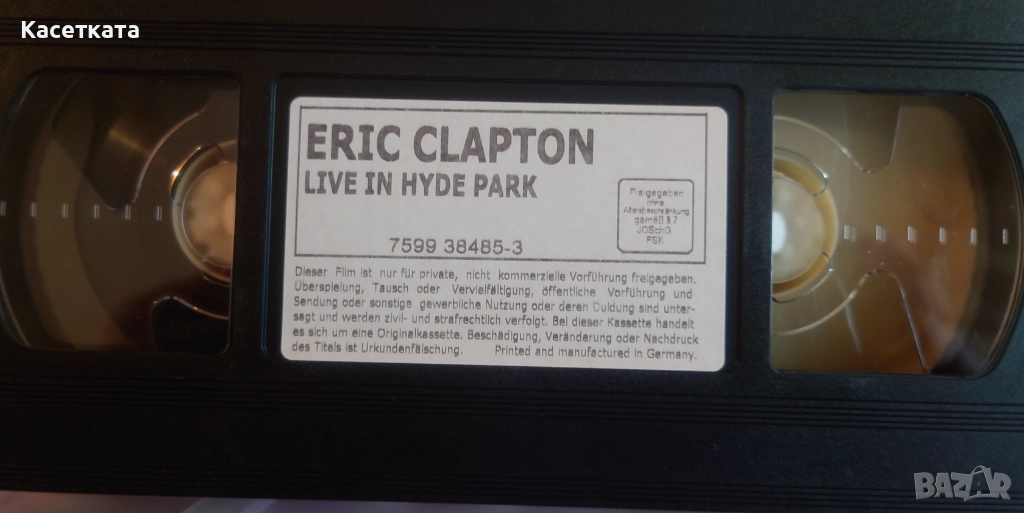 Касетката
ERIC CLAPTON
LIVE IN HYDE PARK
Freigegeben
ohne
Altersbeschränkung
gemäß § 7
JÖSchG
FSK
7599 38485-3
Dieser Film ist nur für private, nicht kommerzielle Vorführung freigegeben.
Überspielung, Tausch oder Vervielfältigung, öffentliche Vorführung und
Sendung oder sonstige gewerbliche Nutzung oder deren Duldung sind unter-
sagt und werden zivil- und strafrechtlich verfolgt. Bei dieser Kassette handelt
es sich um eine Originalkassette. Beschädigung, Veränderung oder Nachdruck
des Titels ist Urkundenfälschung. Printed and manufactured in Germany.
BAZAR